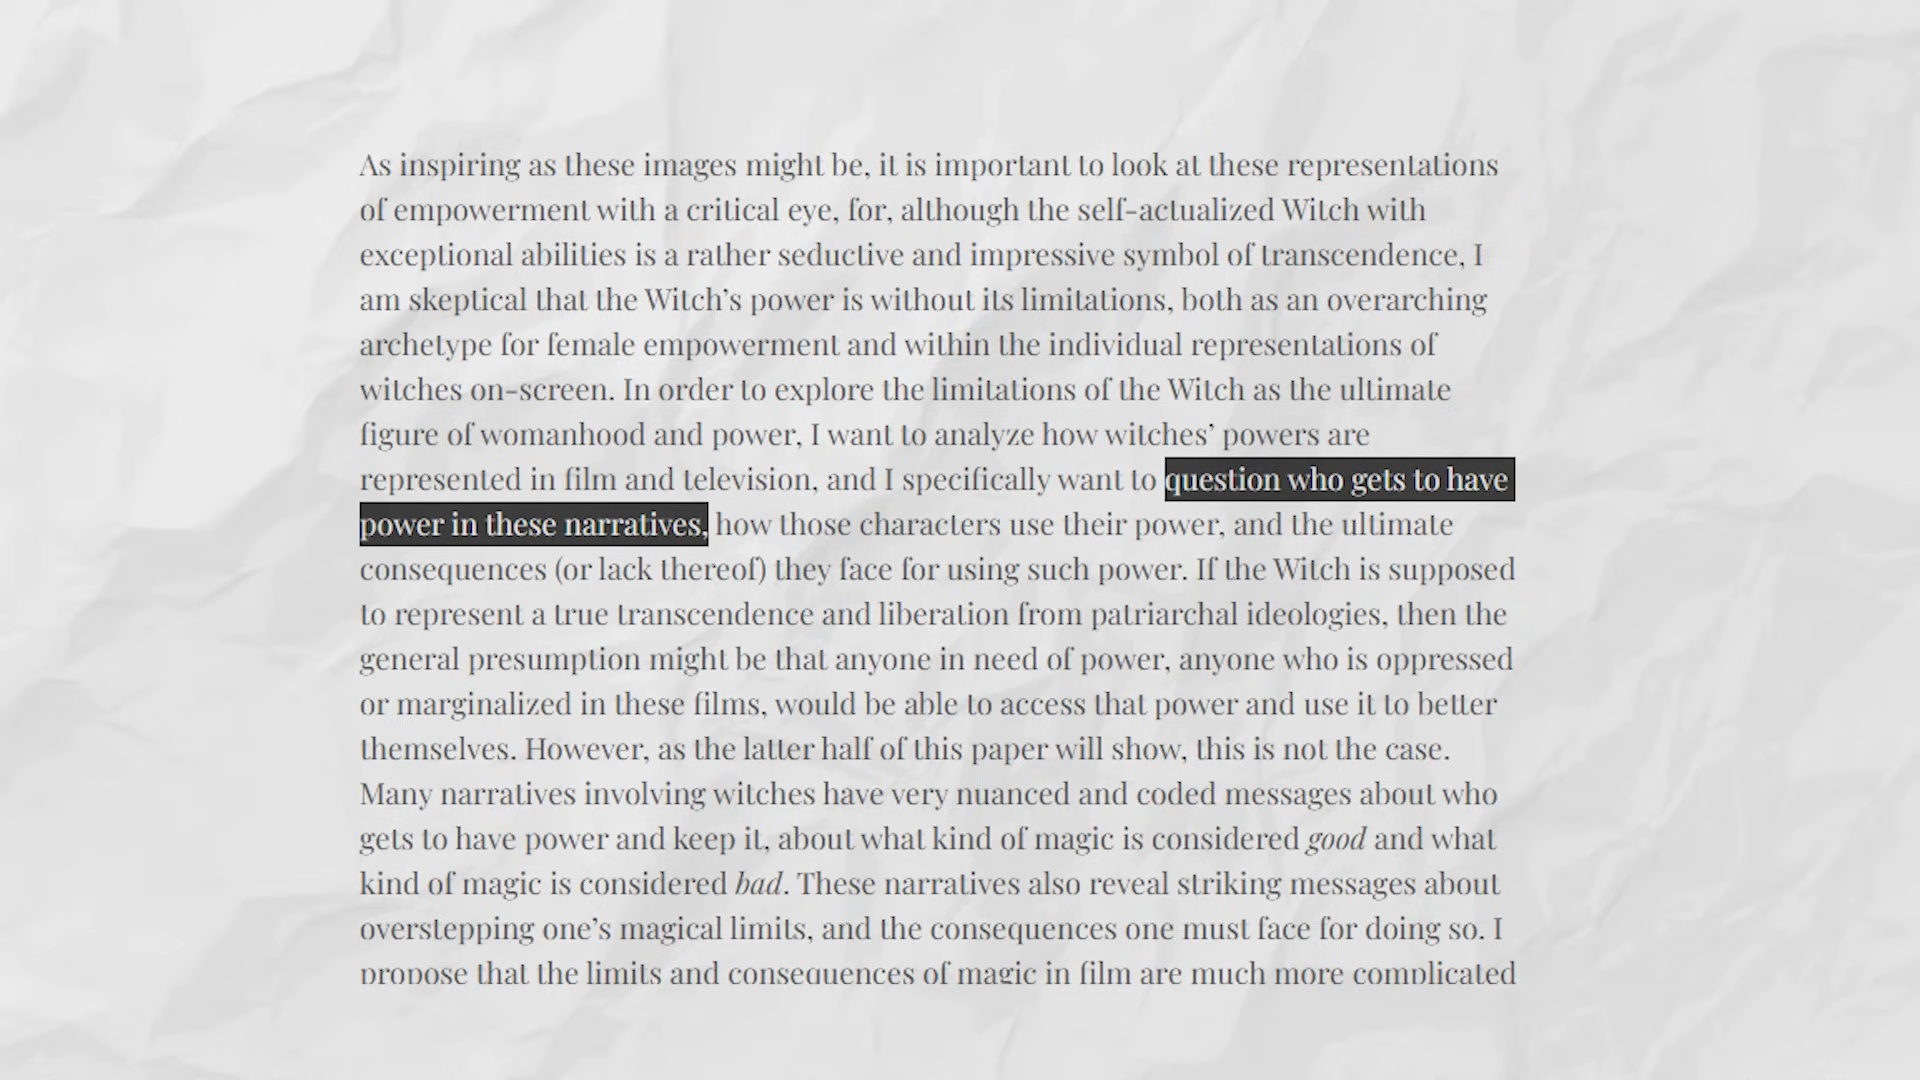 As inspiring as these images might be, it is important to look at these representations
of empowerment with a critical eye, for, although the self-actualized Witch with
exceptional abilities is a rather seductive and impressive symbol of transcendence, I
am skeptical that the Witch’s power is without its limitations, both as an overarching
archetype for female empowerment and within the individual representations of
witches on-screen. In order to explore the limitations of the Witch as the ultimate
figure of womanhood and power, I want to analyze how witches’ powers are
represented in film and television, and I specifically want to question who gets to have
power in these narratives, how those characters use their power, and the ultimate
consequences (or lack thereof) they face for using such power. If the Witch is supposed
to represent a true transcendence and liberation from patriarchal ideologies, then the
general presumption might be that anyone in need of power, anyone who is oppressed
or marginalized in these films, would be able to access that power and use it to better
themselves. However, as the latter half of this paper will show, this is not the case.
Many narratives involving witches have very nuanced and coded messages about who
gets to have power and keep it, about what kind of magic is considered good and what
kind of magic is considered bad. These narratives also reveal striking messages about
overstepping one’s magical limits, and the consequences one must face for doing so. I
propose that the limits and consequences of magic in film are much more complicated